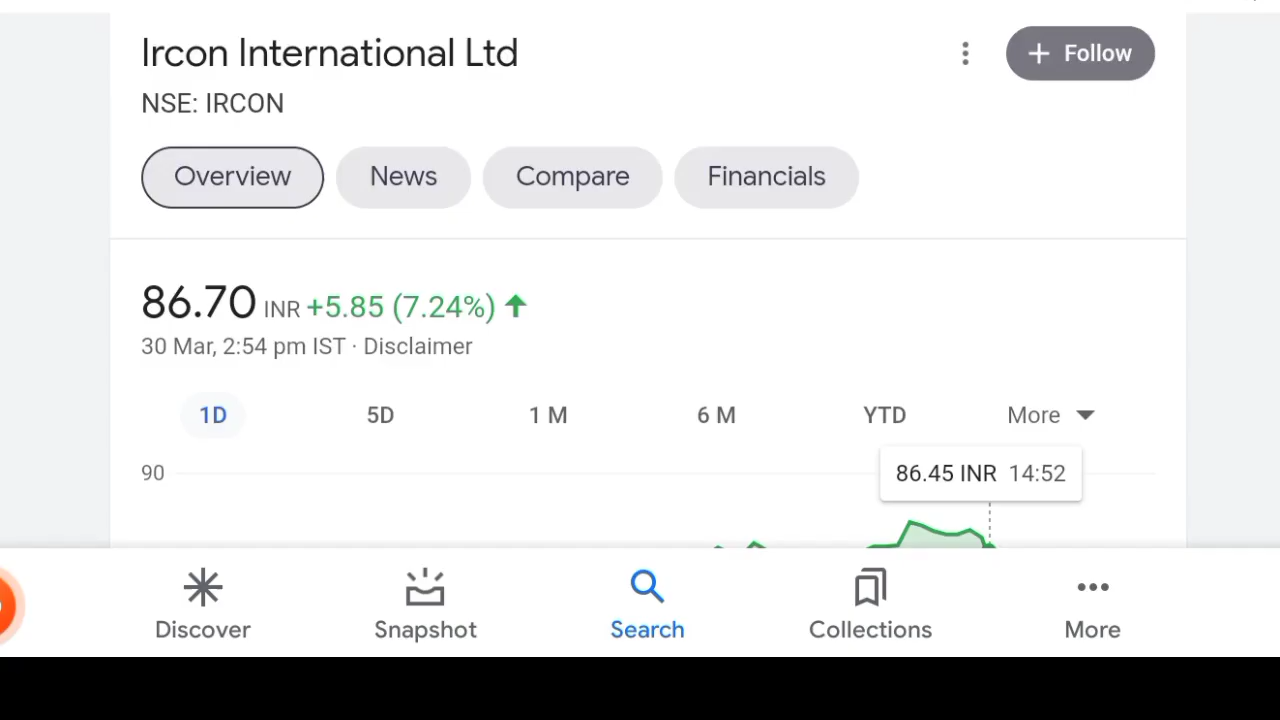 Ircon International Ltd
+ Follow
NSE: IRCON
Overview News Compare Financials
86.70 INR +5.85 (7.24%)
30 Mar, 2:54 pm IST · Disclaimer
1D 5D 1 M 6 M YTD More
90
86.45 INR 14:52
Discover Snapshot Search Collections More